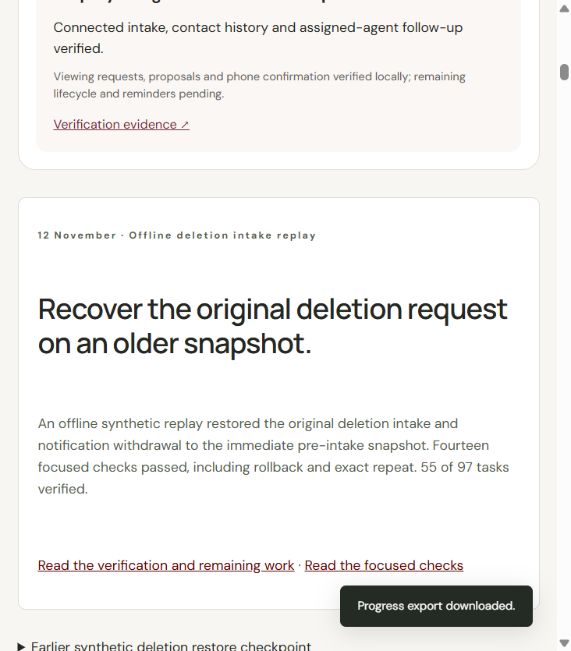 Connected intake, contact history and assigned-agent follow-up
verified.
Viewing requests, proposals and phone confirmation verified locally; remaining
lifecycle and reminders pending.
Verification evidence ↗
12 November · Offline deletion intake replay
Recover the original deletion request
on an older snapshot.
An offline synthetic replay restored the original deletion intake and
notification withdrawal to the immediate pre-intake snapshot. Fourteen
focused checks passed, including rollback and exact repeat. 55 of 97 tasks
verified.
Read the verification and remaining work · Read the focused checks
Progress export downloaded.
▶ Earlier synthetic deletion restore checkpoint